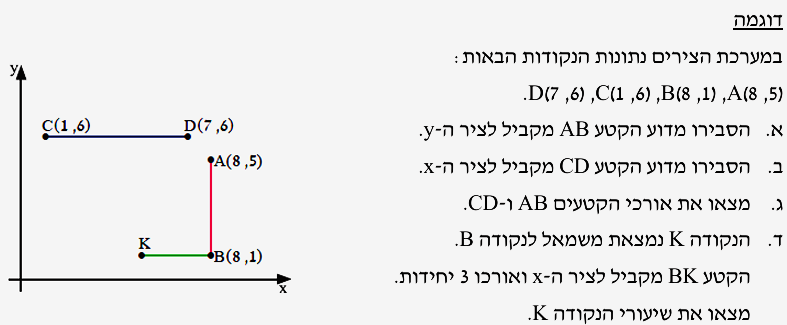 דוגמה
במערכת הצירים נתונות הנקודות הבאות:
A(8, 5), B(8, 1), C(1, 6), D(7, 6).
א. הסבירו מדוע הקטע AB מקביל לציר ה-y.
ב. הסבירו מדוע הקטע CD מקביל לציר ה-x.
ג. מצאו את אורכי הקטעים AB ו-CD.
ד. הנקודה K נמצאת משמאל לנקודה B.
הקטע BK מקביל לציר ה-x ואורכו 3 יחידות.
מצאו את שיעורי הנקודה K.
y
C(1,6) D(7,6)
A(8,5)
K
B(8,1)
x